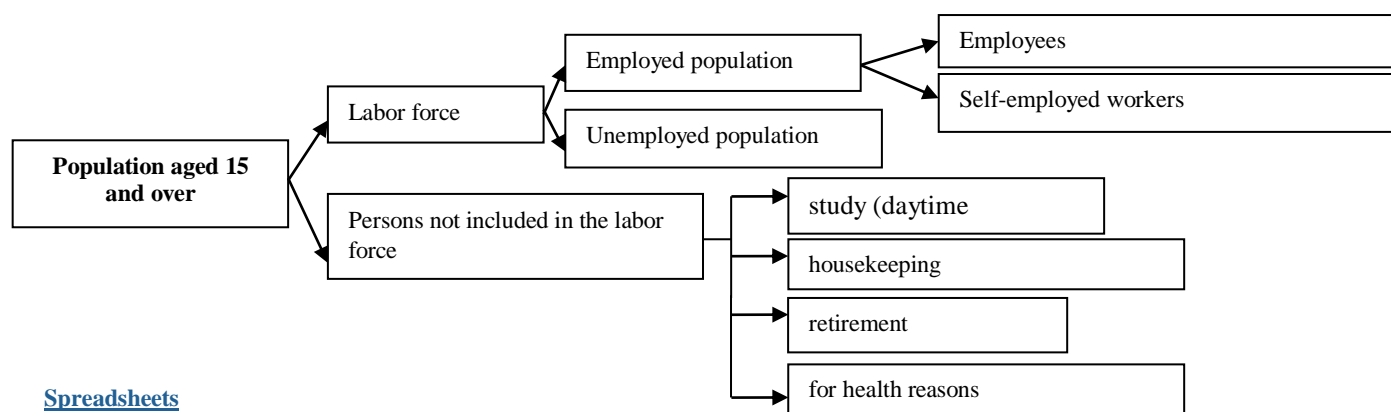 Population aged 15
and over
Labor force
Persons not included in the labor
force
Employed population
Unemployed population
Employees
Self-employed workers
study (daytime
housekeeping
retirement
for health reasons
Spreadsheets